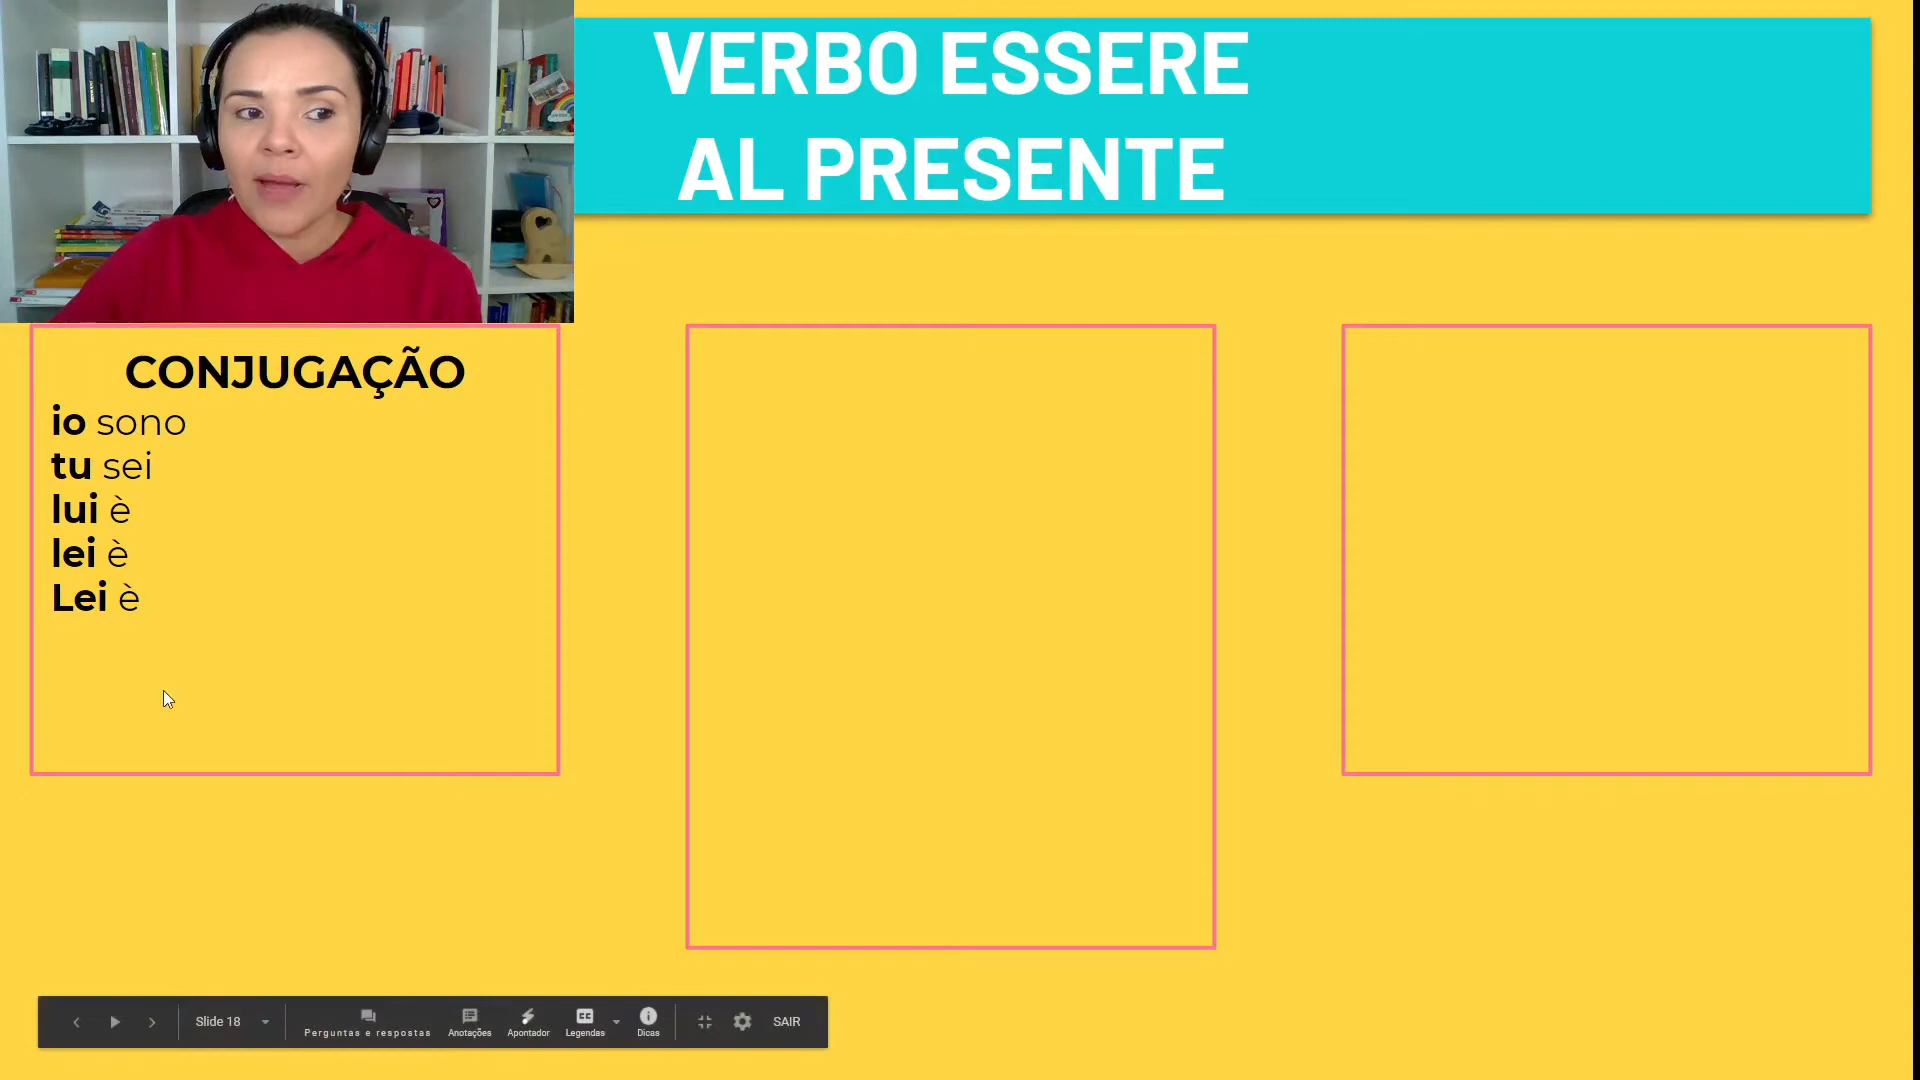 VERBO ESSERE
AL PRESENTE
CONJUGAÇÃO
io sono
tu sei
lui è
lei è
Lei è
Slide 18
Perguntas e respostas
Anotações
Apontador
Legendas
Dicas
SAIR